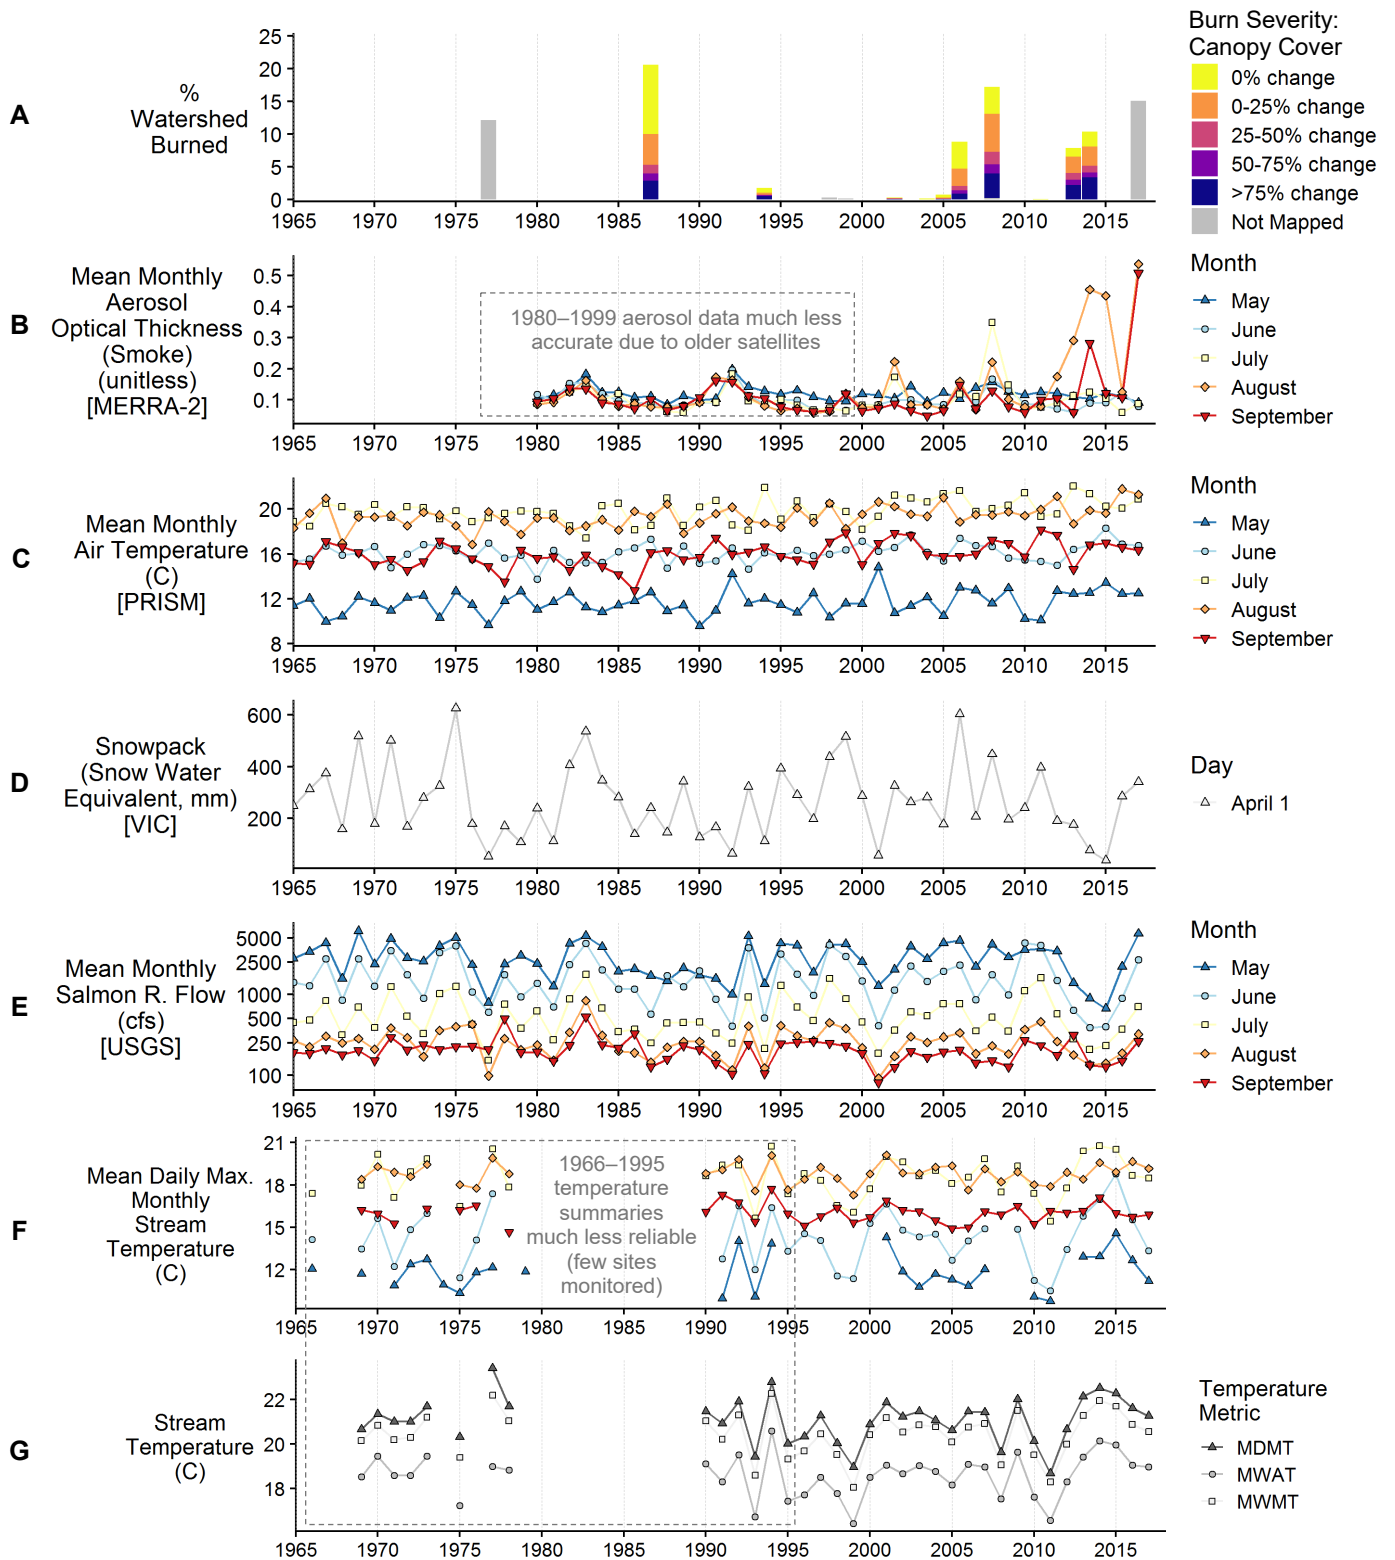 A
%
Watershed
Burned
25
20
15
10
5
0
1965 1970 1975 1980 1985 1990 1995 2000 2005 2010 2015
Burn Severity:
Canopy Cover
0% change
0-25% change
25-50% change
50-75% change
>75% change
Not Mapped
B
Mean Monthly
Aerosol
Optical Thickness
(Smoke)
(unitless)
[MERRA-2]
0.5
0.4
0.3
0.2
0.1
1980–1999 aerosol data much less
accurate due to older satellites
1965 1970 1975 1980 1985 1990 1995 2000 2005 2010 2015
Month
May
June
July
August
September
C
Mean Monthly
Air Temperature
(C)
[PRISM]
20
16
12
8
1965 1970 1975 1980 1985 1990 1995 2000 2005 2010 2015
Month
May
June
July
August
September
D
Snowpack
(Snow Water
Equivalent, mm)
[VIC]
600
400
200
1965 1970 1975 1980 1985 1990 1995 2000 2005 2010 2015
Day
April 1
E
Mean Monthly
Salmon R. Flow
(cfs)
[USGS]
5000
2500
1000
500
250
100
1965 1970 1975 1980 1985 1990 1995 2000 2005 2010 2015
Month
May
June
July
August
September
F
Mean Daily Max.
Monthly
Stream
Temperature
(C)
21
18
15
12
1966–1995
temperature
summaries
much less reliable
(few sites
monitored)
1965 1970 1975 1980 1985 1990 1995 2000 2005 2010 2015
G
Stream
Temperature
(C)
22
20
18
1965 1970 1975 1980 1985 1990 1995 2000 2005 2010 2015
Temperature
Metric
MDMT
MWAT
MWMT